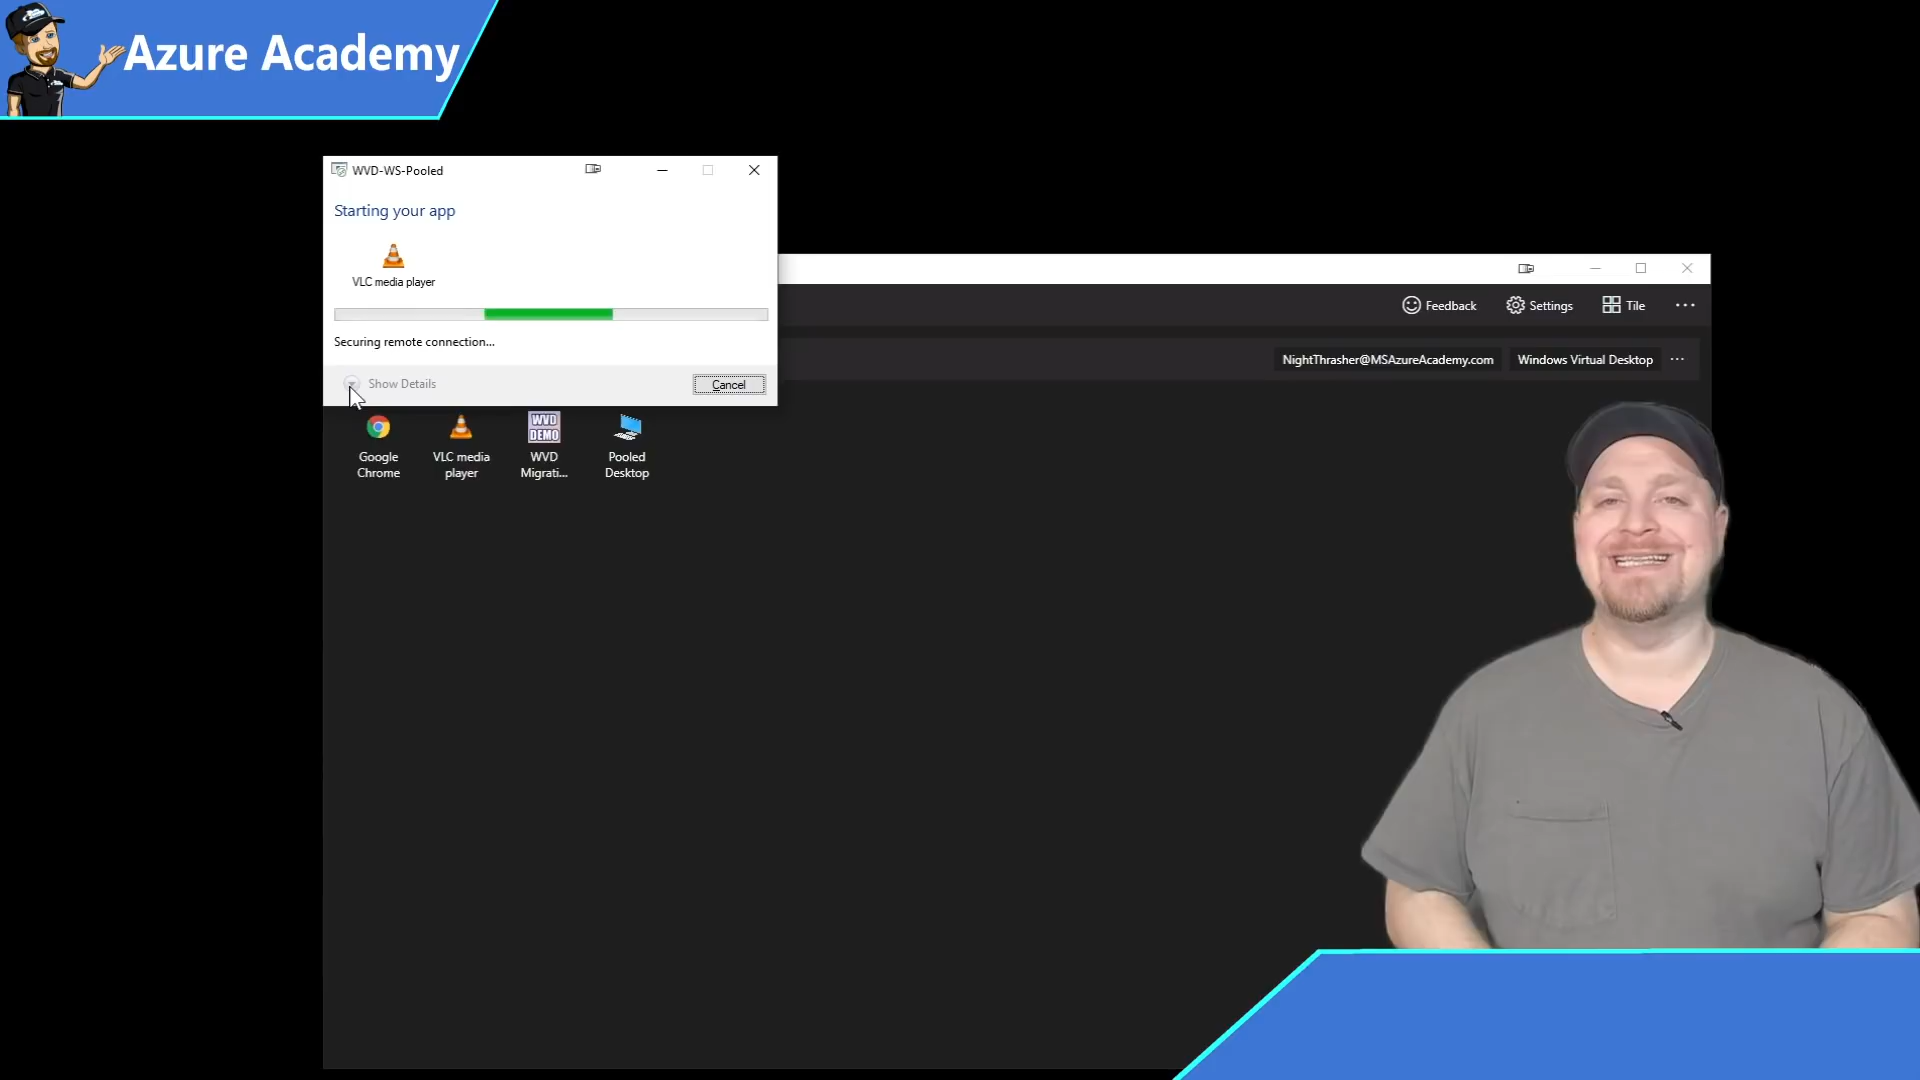 Azure Academy
WVD-WS-Pooled
Starting your app
VLC media player
Securing remote connection...
Show Details
Cancel
Feedback
Settings
Tile
NightThrasher@MSAzureAcademy.com
Windows Virtual Desktop
Google
Chrome
VLC media
player
WVD
DEMO
WVD
Migrati...
Pooled
Desktop